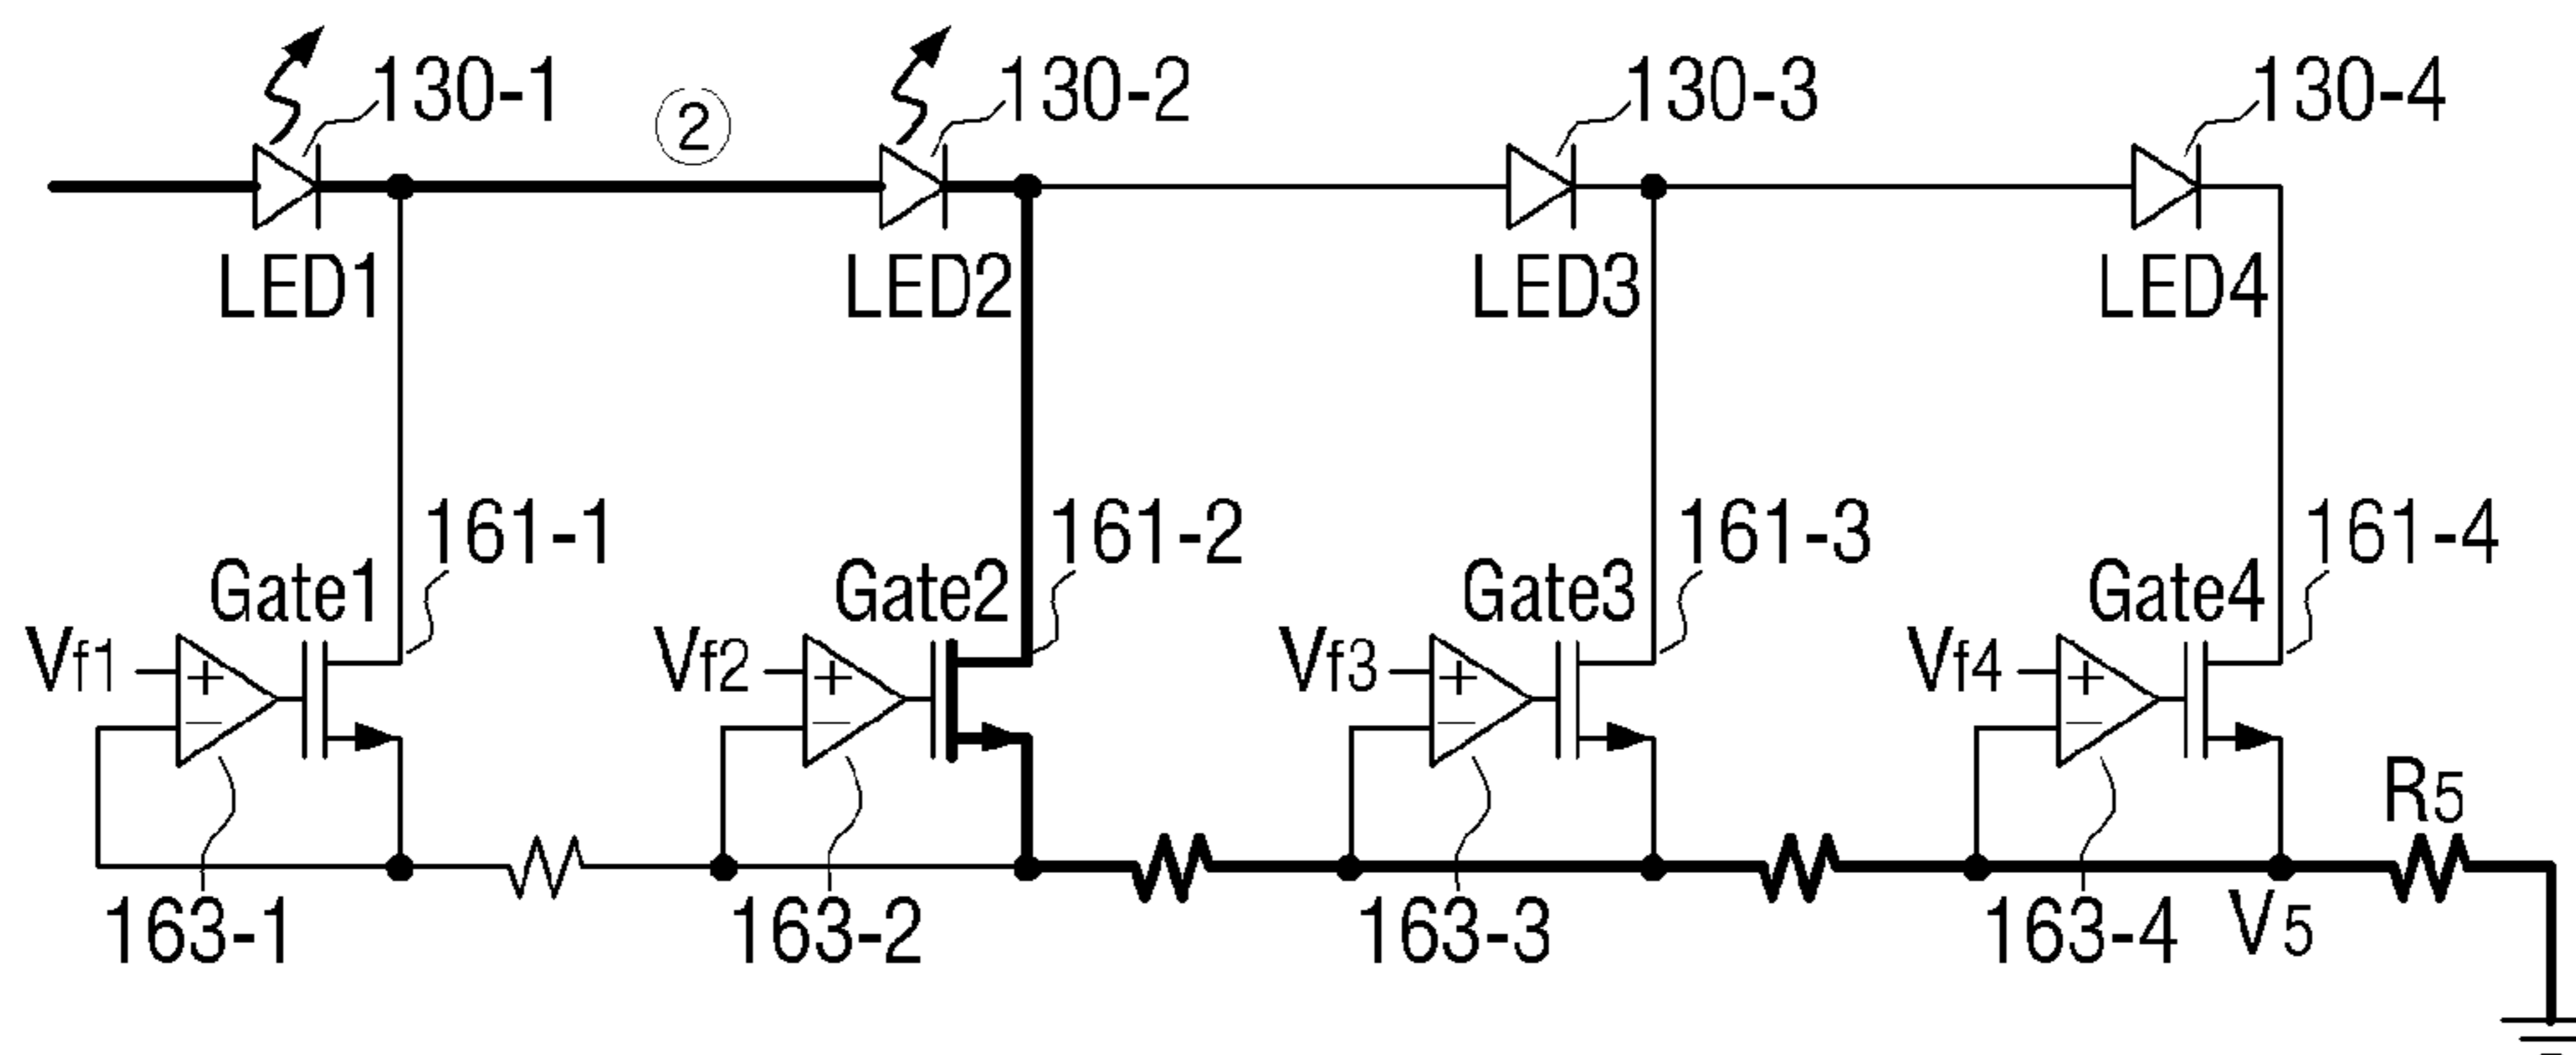 130-1
②
130-2
130-3
130-4
LED1
LED2
LED3
LED4
161-1
161-2
161-3
161-4
Gate1
Gate2
Gate3
Gate4
Vf1
+
−
Vf2
+
−
Vf3
+
−
Vf4
+
−
R5
163-1
163-2
163-3
163-4
V5